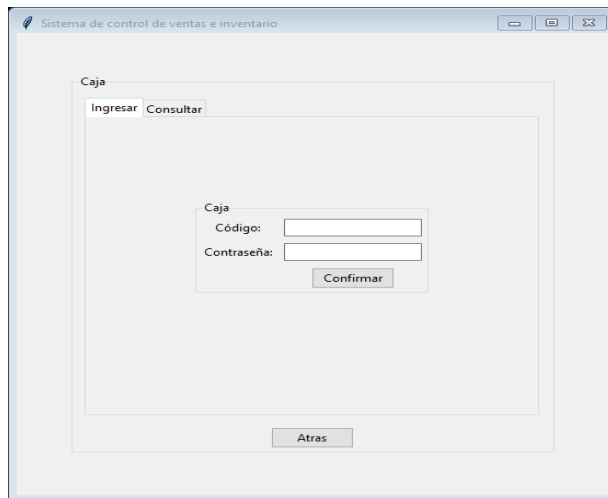 Sistema de control de ventas e inventario
Caja
Ingresar Consultar
Caja
Código:
Contraseña:
Confirmar
Atras